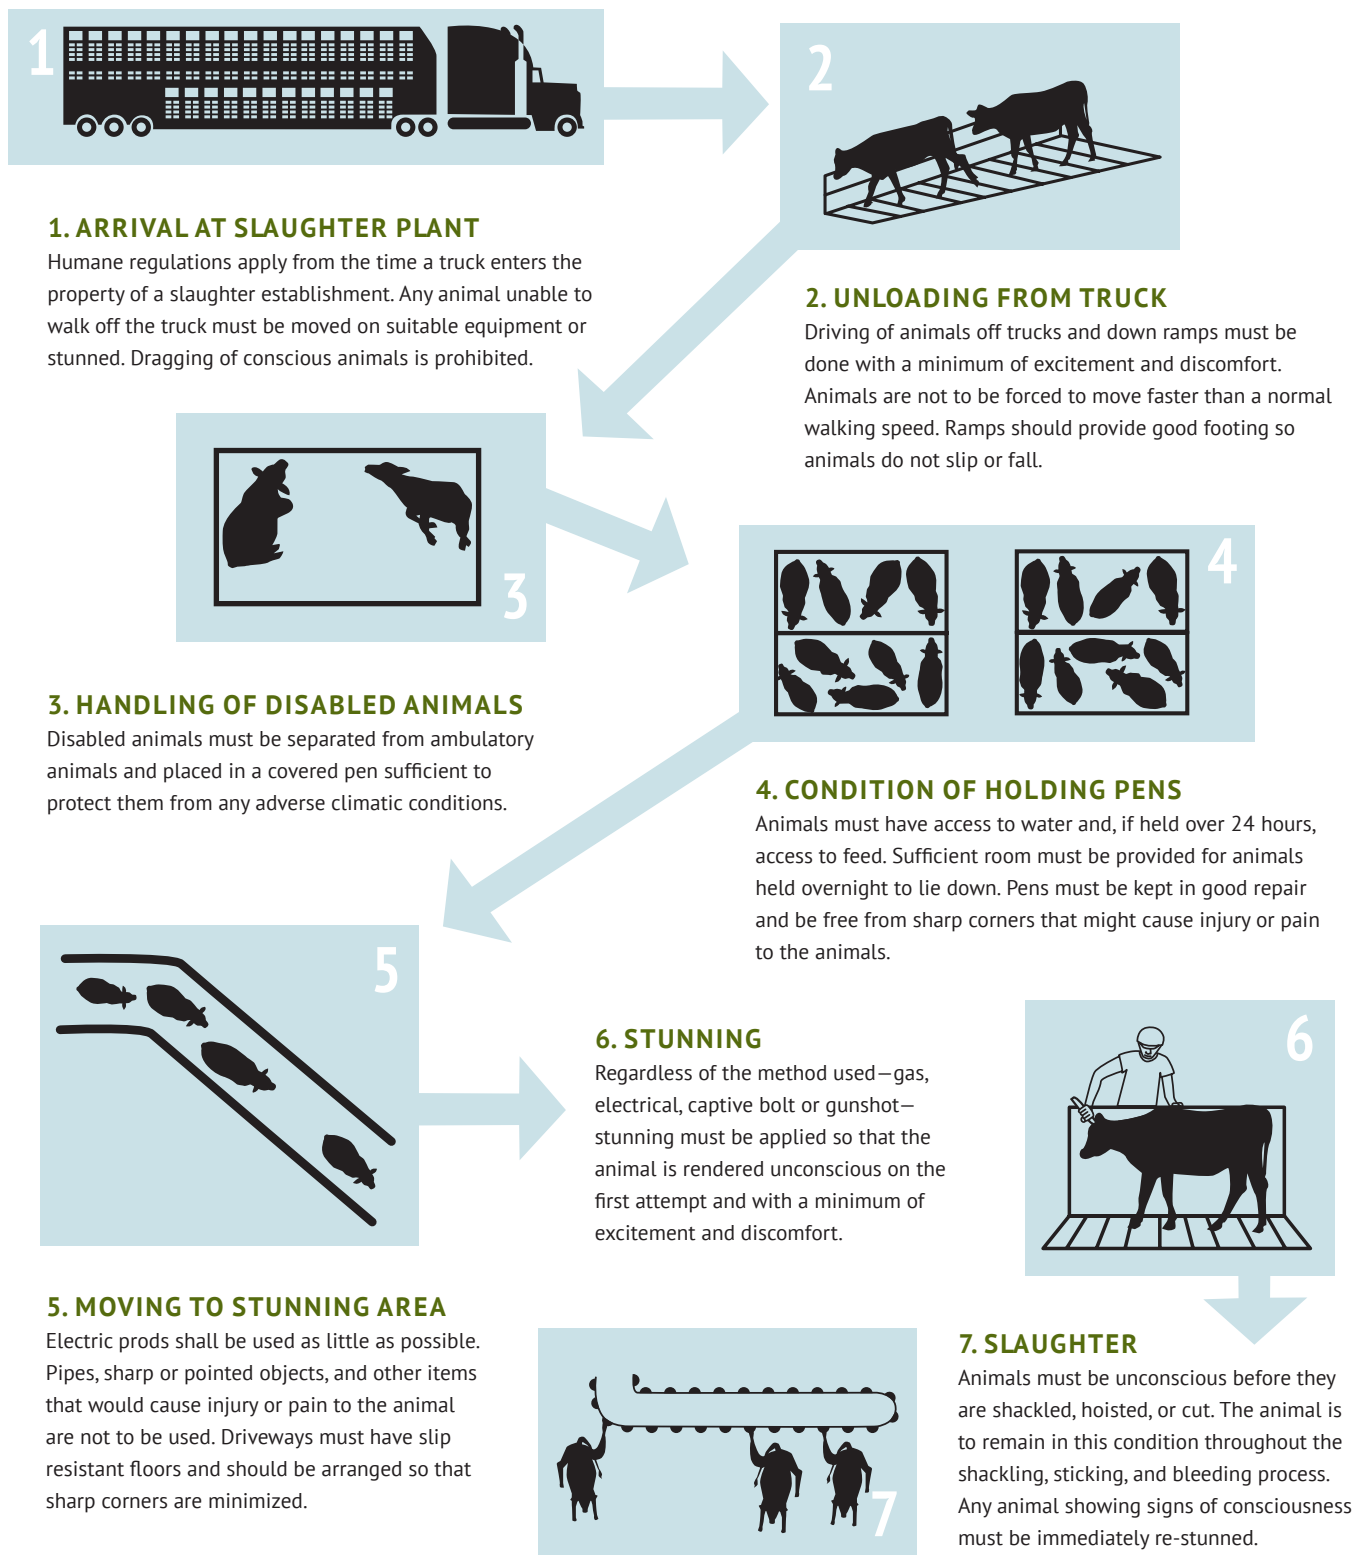 1
2
1. ARRIVAL AT SLAUGHTER PLANT
Humane regulations apply from the time a truck enters the
property of a slaughter establishment. Any animal unable to
walk off the truck must be moved on suitable equipment or
stunned. Dragging of conscious animals is prohibited.
2. UNLOADING FROM TRUCK
Driving of animals off trucks and down ramps must be
done with a minimum of excitement and discomfort.
Animals are not to be forced to move faster than a normal
walking speed. Ramps should provide good footing so
animals do not slip or fall.
3
4
3. HANDLING OF DISABLED ANIMALS
Disabled animals must be separated from ambulatory
animals and placed in a covered pen sufficient to
protect them from any adverse climatic conditions.
4. CONDITION OF HOLDING PENS
Animals must have access to water and, if held over 24 hours,
access to feed. Sufficient room must be provided for animals
held overnight to lie down. Pens must be kept in good repair
and be free from sharp corners that might cause injury or pain
to the animals.
5
5. MOVING TO STUNNING AREA
Electric prods shall be used as little as possible.
Pipes, sharp or pointed objects, and other items
that would cause injury or pain to the animal
are not to be used. Driveways must have slip
resistant floors and should be arranged so that
sharp corners are minimized.
6. STUNNING
Regardless of the method used—gas,
electrical, captive bolt or gunshot—
stunning must be applied so that the
animal is rendered unconscious on the
first attempt and with a minimum of
excitement and discomfort.
6
7
7. SLAUGHTER
Animals must be unconscious before they
are shackled, hoisted, or cut. The animal is
to remain in this condition throughout the
shackling, sticking, and bleeding process.
Any animal showing signs of consciousness
must be immediately re-stunned.